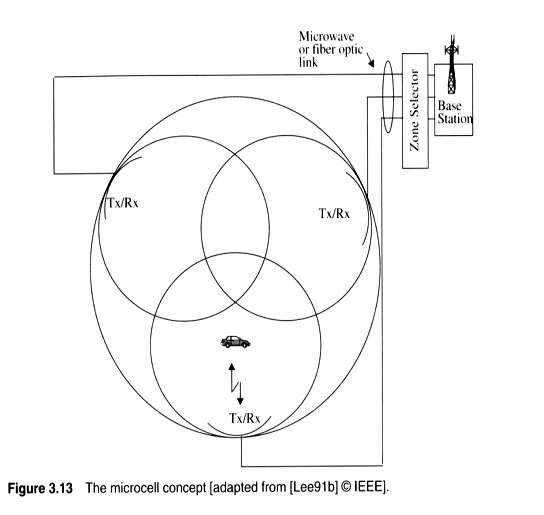 Microwave
or fiber optic
link
Zone Selector
Base
Station
Tx/Rx
Tx/Rx
Tx/Rx
Figure 3.13 The microcell concept [adapted from [Lee91b] © IEEE].